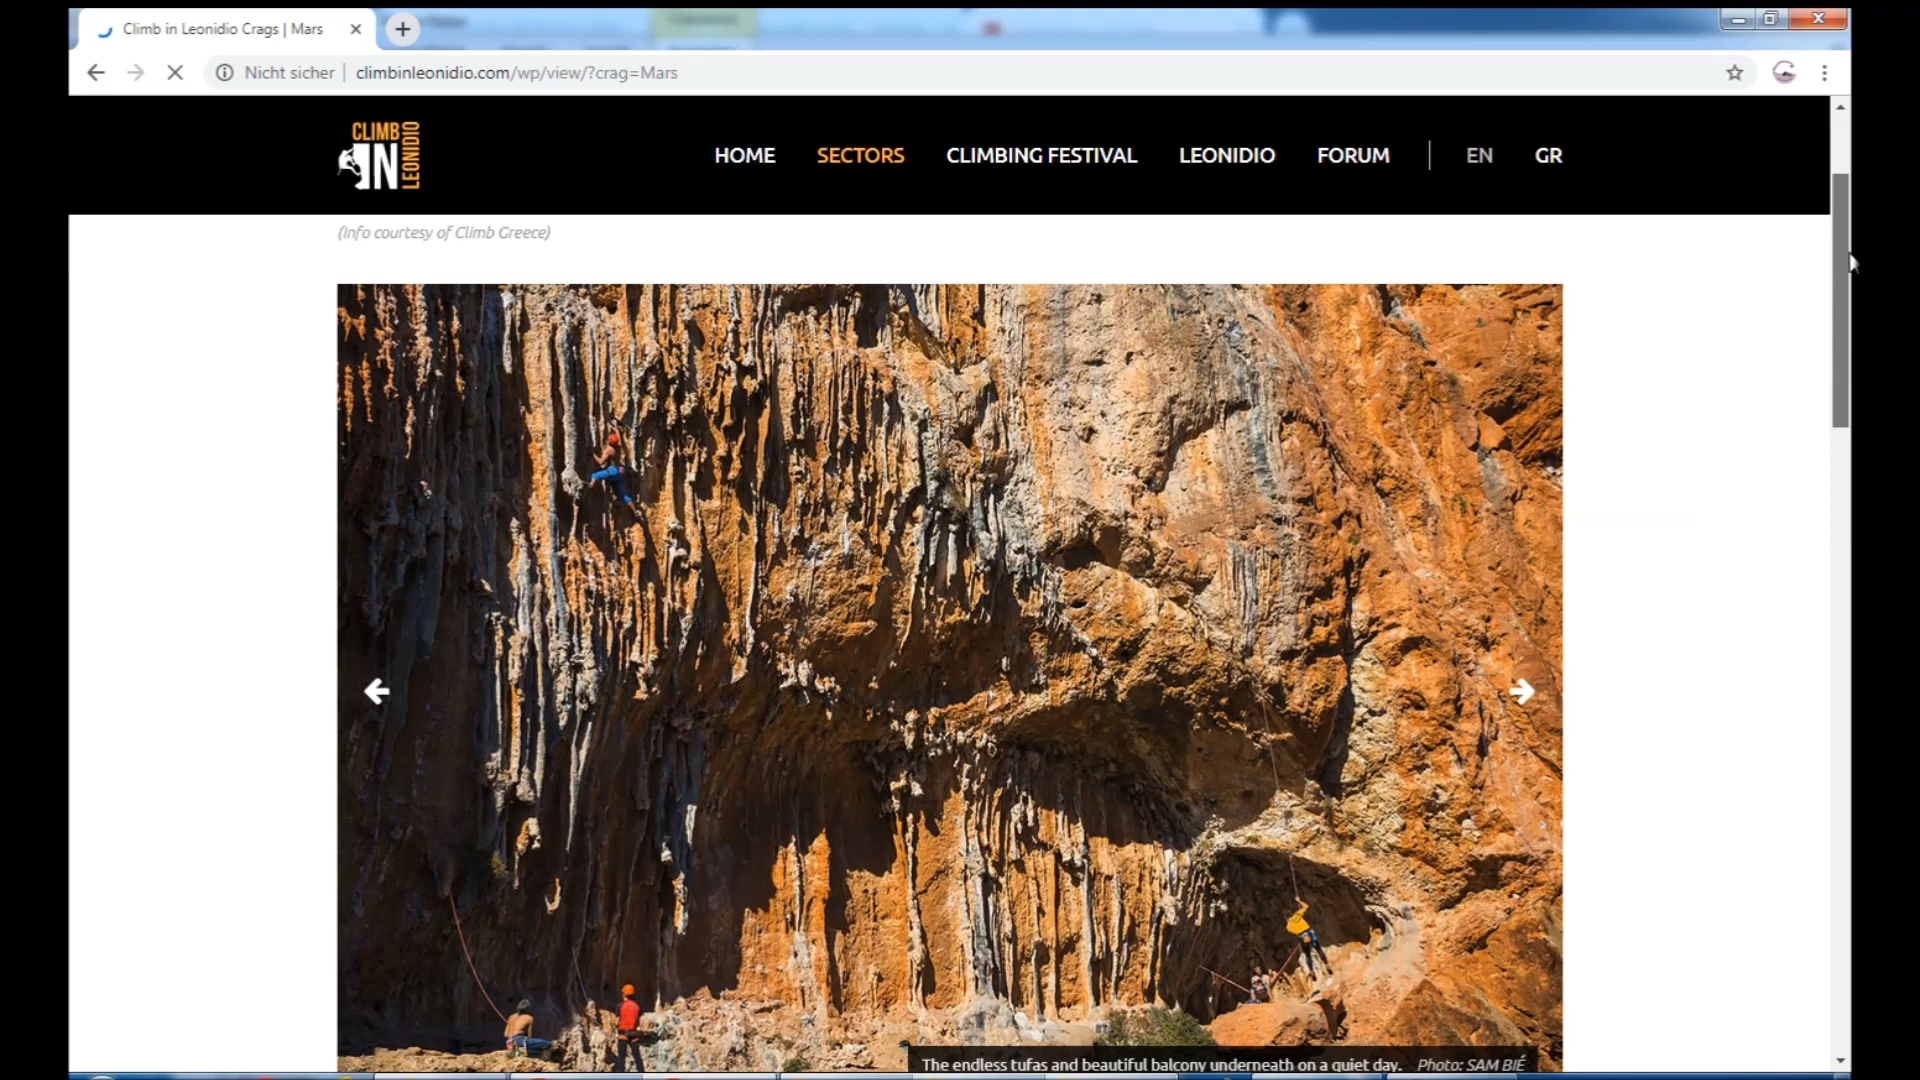 Climb in Leonidio Crags | Mars
Nicht sicher | climbinleonidio.com/wp/view/?crag=Mars
CLIMB IN LEONIDIO
HOME SECTORS CLIMBING FESTIVAL LEONIDIO FORUM EN GR
(Info courtesy of Climb Greece)
The endless tufas and beautiful balcony underneath on a quiet day. Photo: SAM BIÉ